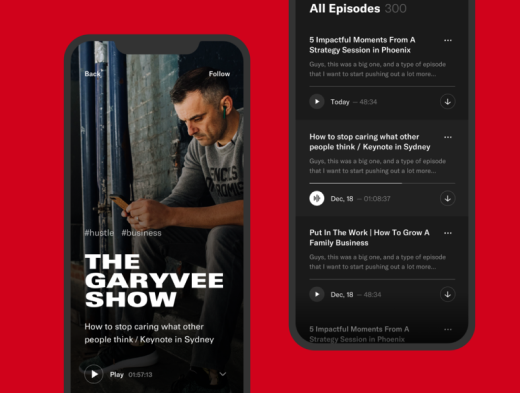 Back
Follow
#hustle #business
THE
GARYVEE
SHOW
How to stop caring what other
people think / Keynote in Sydney
Play 01:57:13
All Episodes 300
5 Impactful Moments From A
Strategy Session in Phoenix
Guys, this was a big one, and a type of episode
that I want to start pushing out a lot more...
Today — 48:34
How to stop caring what other
people think / Keynote in Sydney
Guys, this was a big one, and a type of episode
that I want to start pushing out a lot more...
Dec, 18 — 01:08:37
Put In The Work | How To Grow A
Family Business
Guys, this was a big one, and a type of episode
that I want to start pushing out a lot more...
Dec, 18 — 48:34
5 Impactful Moments From A
Strategy Session in Phoenix